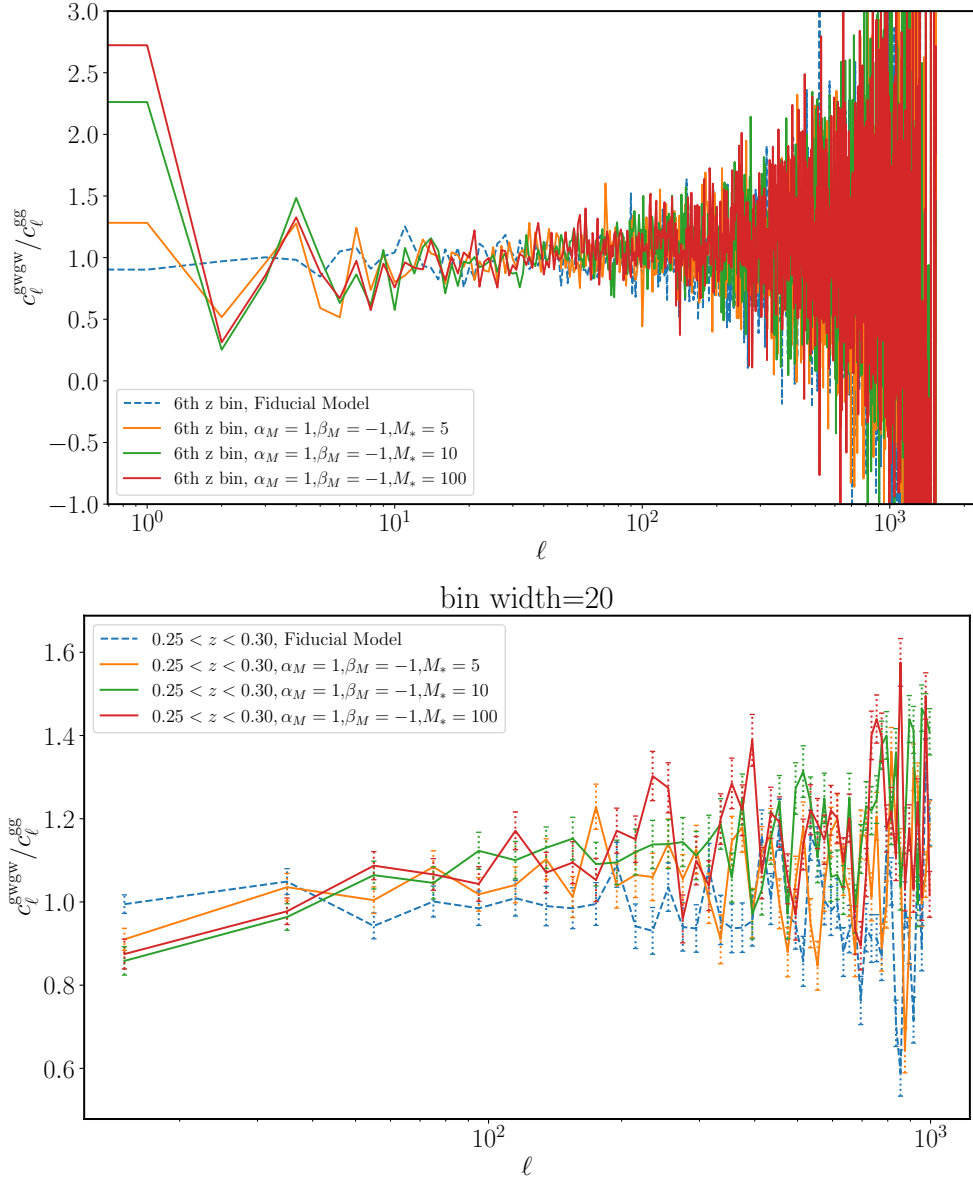 3.0
2.5
2.0
1.5
1.0
0.5
0.0
−0.5
−1.0
c_ℓ^gwgw/c_ℓ^gg
6th z bin, Fiducial Model
6th z bin, α_M = 1,β_M = −1,M_* = 5
6th z bin, α_M = 1,β_M = −1,M_* = 10
6th z bin, α_M = 1,β_M = −1,M_* = 100
10^0 10^1 10^2 10^3
ℓ
bin width=20
1.6
1.4
1.2
1.0
0.8
0.6
c_ℓ^gwgw/c_ℓ^gg
0.25 < z < 0.30, Fiducial Model
0.25 < z < 0.30, α_M = 1,β_M = −1,M_* = 5
0.25 < z < 0.30, α_M = 1,β_M = −1,M_* = 10
0.25 < z < 0.30, α_M = 1,β_M = −1,M_* = 100
10^2 10^3
ℓ